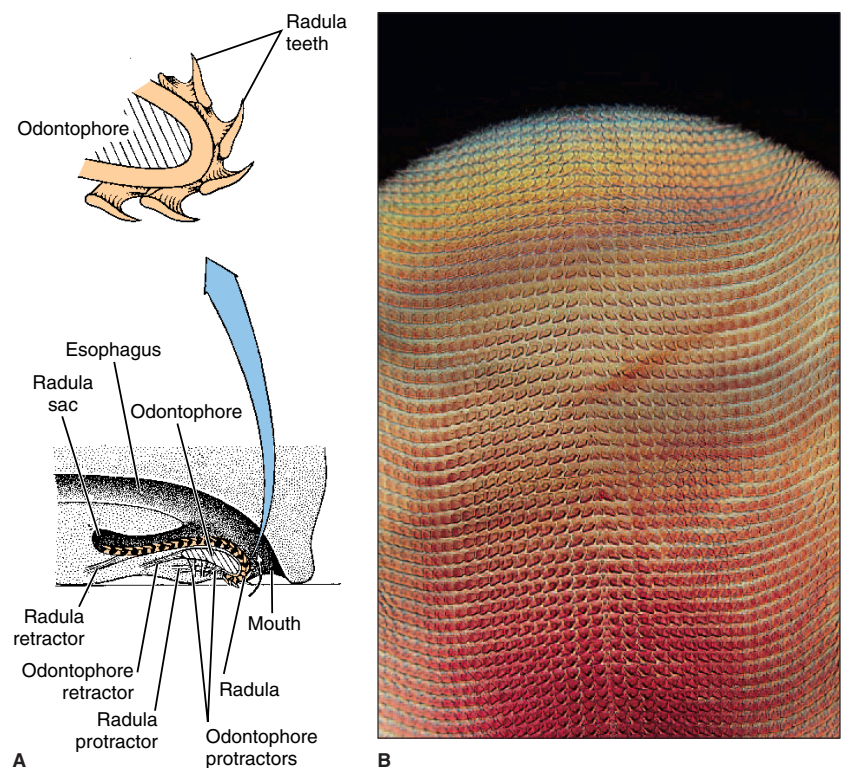 Radula
teeth
Odontophore
Esophagus
Radula
sac
Odontophore
Radula
retractor
Mouth
Odontophore
retractor
Radula
Radula
protractor
Odontophore
protractors
A
B